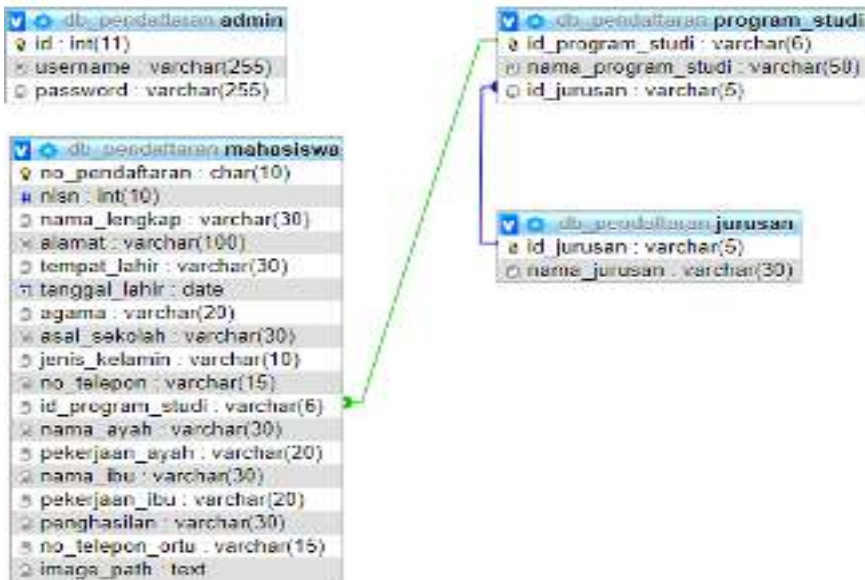 db_pendaftaran admin
id : int(11)
username : varchar(255)
password : varchar(255)
db_pendaftaran mahasiswa
no_pendaftaran : char(10)
nisn : int(10)
nama_lengkap : varchar(30)
alamat : varchar(100)
tempat_lahir : varchar(30)
tanggal_lahir : date
agama : varchar(20)
asal_sekolah : varchar(30)
jenis_kelamin : varchar(10)
no_telepon : varchar(15)
id_program_studi : varchar(6)
nama_ayah : varchar(30)
pekerjaan_ayah : varchar(20)
nama_ibu : varchar(30)
pekerjaan_ibu : varchar(20)
penghasilan : varchar(30)
no_telepon_ortu : varchar(15)
image_path : text
db_pendaftaran program_studi
id_program_studi : varchar(6)
nama_program_studi : varchar(50)
id_jurusan : varchar(5)
db_pendaftaran jurusan
id_jurusan : varchar(5)
nama_jurusan : varchar(30)